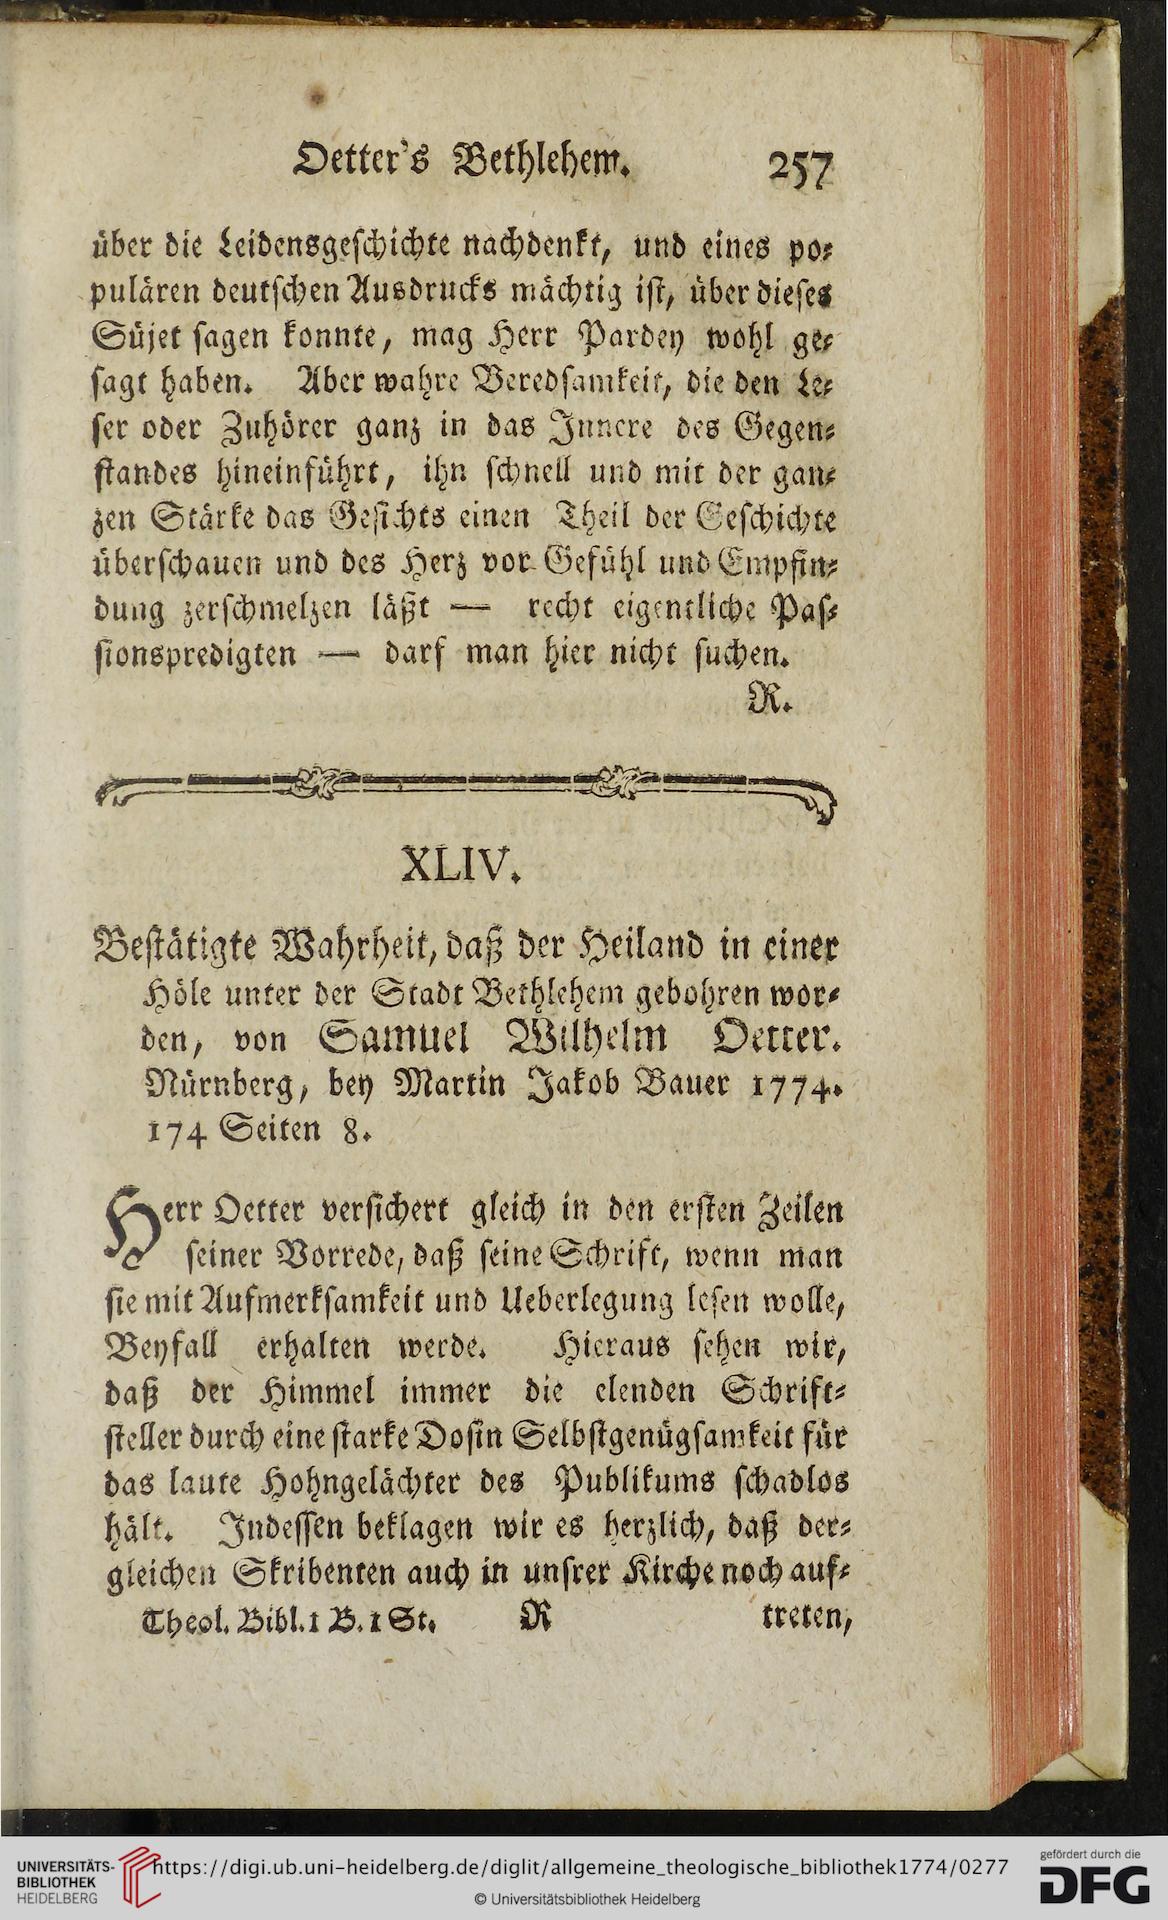 Oetter's Bethlehem. 257
über die Leidensgeschichte nachdenkt, und eines po-
pulären deutschen Ausdrucks mächtig ist, über dieses
Süjet sagen konnte, mag Herr Pardey wohl ge-
sagt haben. Aber wahre Beredsamkeit, die den Le-
ser oder Zuhörer ganz in das Innere des Gegen-
standes hineinführt, ihn schnell und mit der gan-
zen Stärke das Gesichts einen Theil der Geschichte
überschauen und des Herz vor Gefühl und Empfin-
dung zerschmelzen läßt — recht eigentliche Pas-
sionspredigten — darf man hier nicht suchen.
R.
XLIV.
Bestätigte Wahrheit, daß der Heiland in einer
Höle unter der Stadt Bethlehem gebohren wor-
den, von Samuel Wilhelm Oetter.
Nürnberg, bey Martin Jakob Bauer 1774.
174 Seiten 8.
Herr Oetter versichert gleich in den ersten Zeilen
seiner Vorrede, daß seine Schrift, wenn man
sie mit Aufmerksamkeit und Ueberlegung lesen wolle,
Beyfall erhalten werde. Hieraus sehen wir,
daß der Himmel immer die elenden Schrift-
steller durch eine starke Dosin Selbstgenügsamkeit für
das laute Hohngelächter des Publikums schadlos
hält. Indessen beklagen wir es herzlich, daß der-
gleichen Skribenten auch in unsrer Kirche noch auf-
Theol. Bibl. 1 B. 1 St. R treten,
UNIVERSITÄTS-
BIBLIOTHEK
HEIDELBERG
https://digi.ub.uni-heidelberg.de/diglit/allgemeine_theologische_bibliothek1774/0277
© Universitätsbibliothek Heidelberg
gefördert durch die
DFG